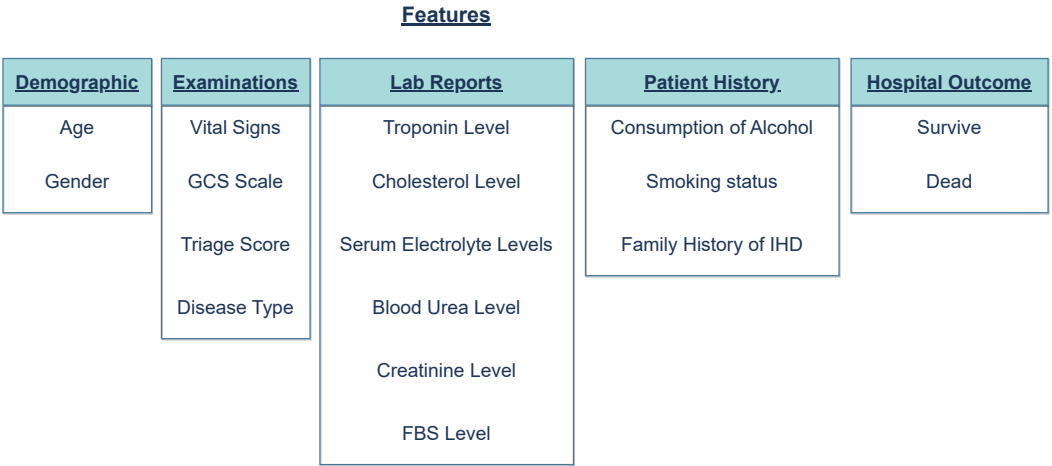 Features
Demographic
Age
Gender
Examinations
Vital Signs
GCS Scale
Triage Score
Disease Type
Lab Reports
Troponin Level
Cholesterol Level
Serum Electrolyte Levels
Blood Urea Level
Creatinine Level
FBS Level
Patient History
Consumption of Alcohol
Smoking status
Family History of IHD
Hospital Outcome
Survive
Dead